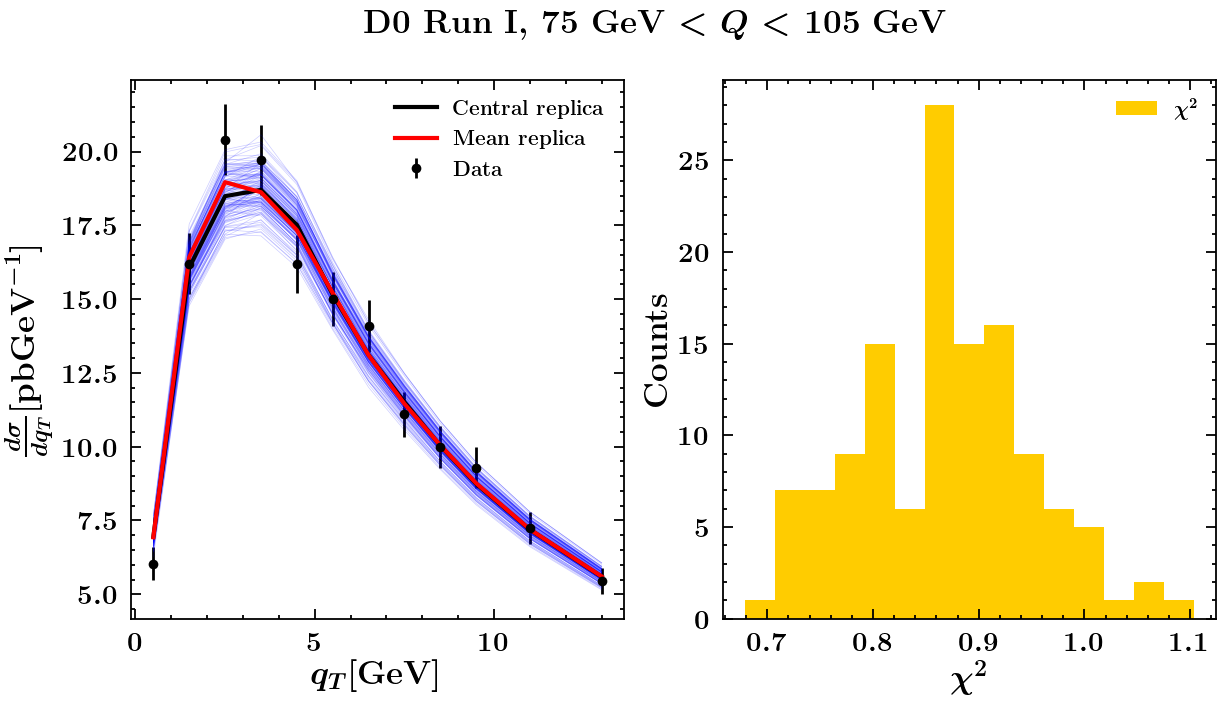 D0 Run I, 75 GeV < Q < 105 GeV
dσ/dq_T [pbGeV⁻¹]
20.0
17.5
15.0
12.5
10.0
7.5
5.0
Central replica
Mean replica
Data
0 5 10
q_T[GeV]
Counts
25
20
15
10
5
0
χ²
0.7 0.8 0.9 1.0 1.1
χ²